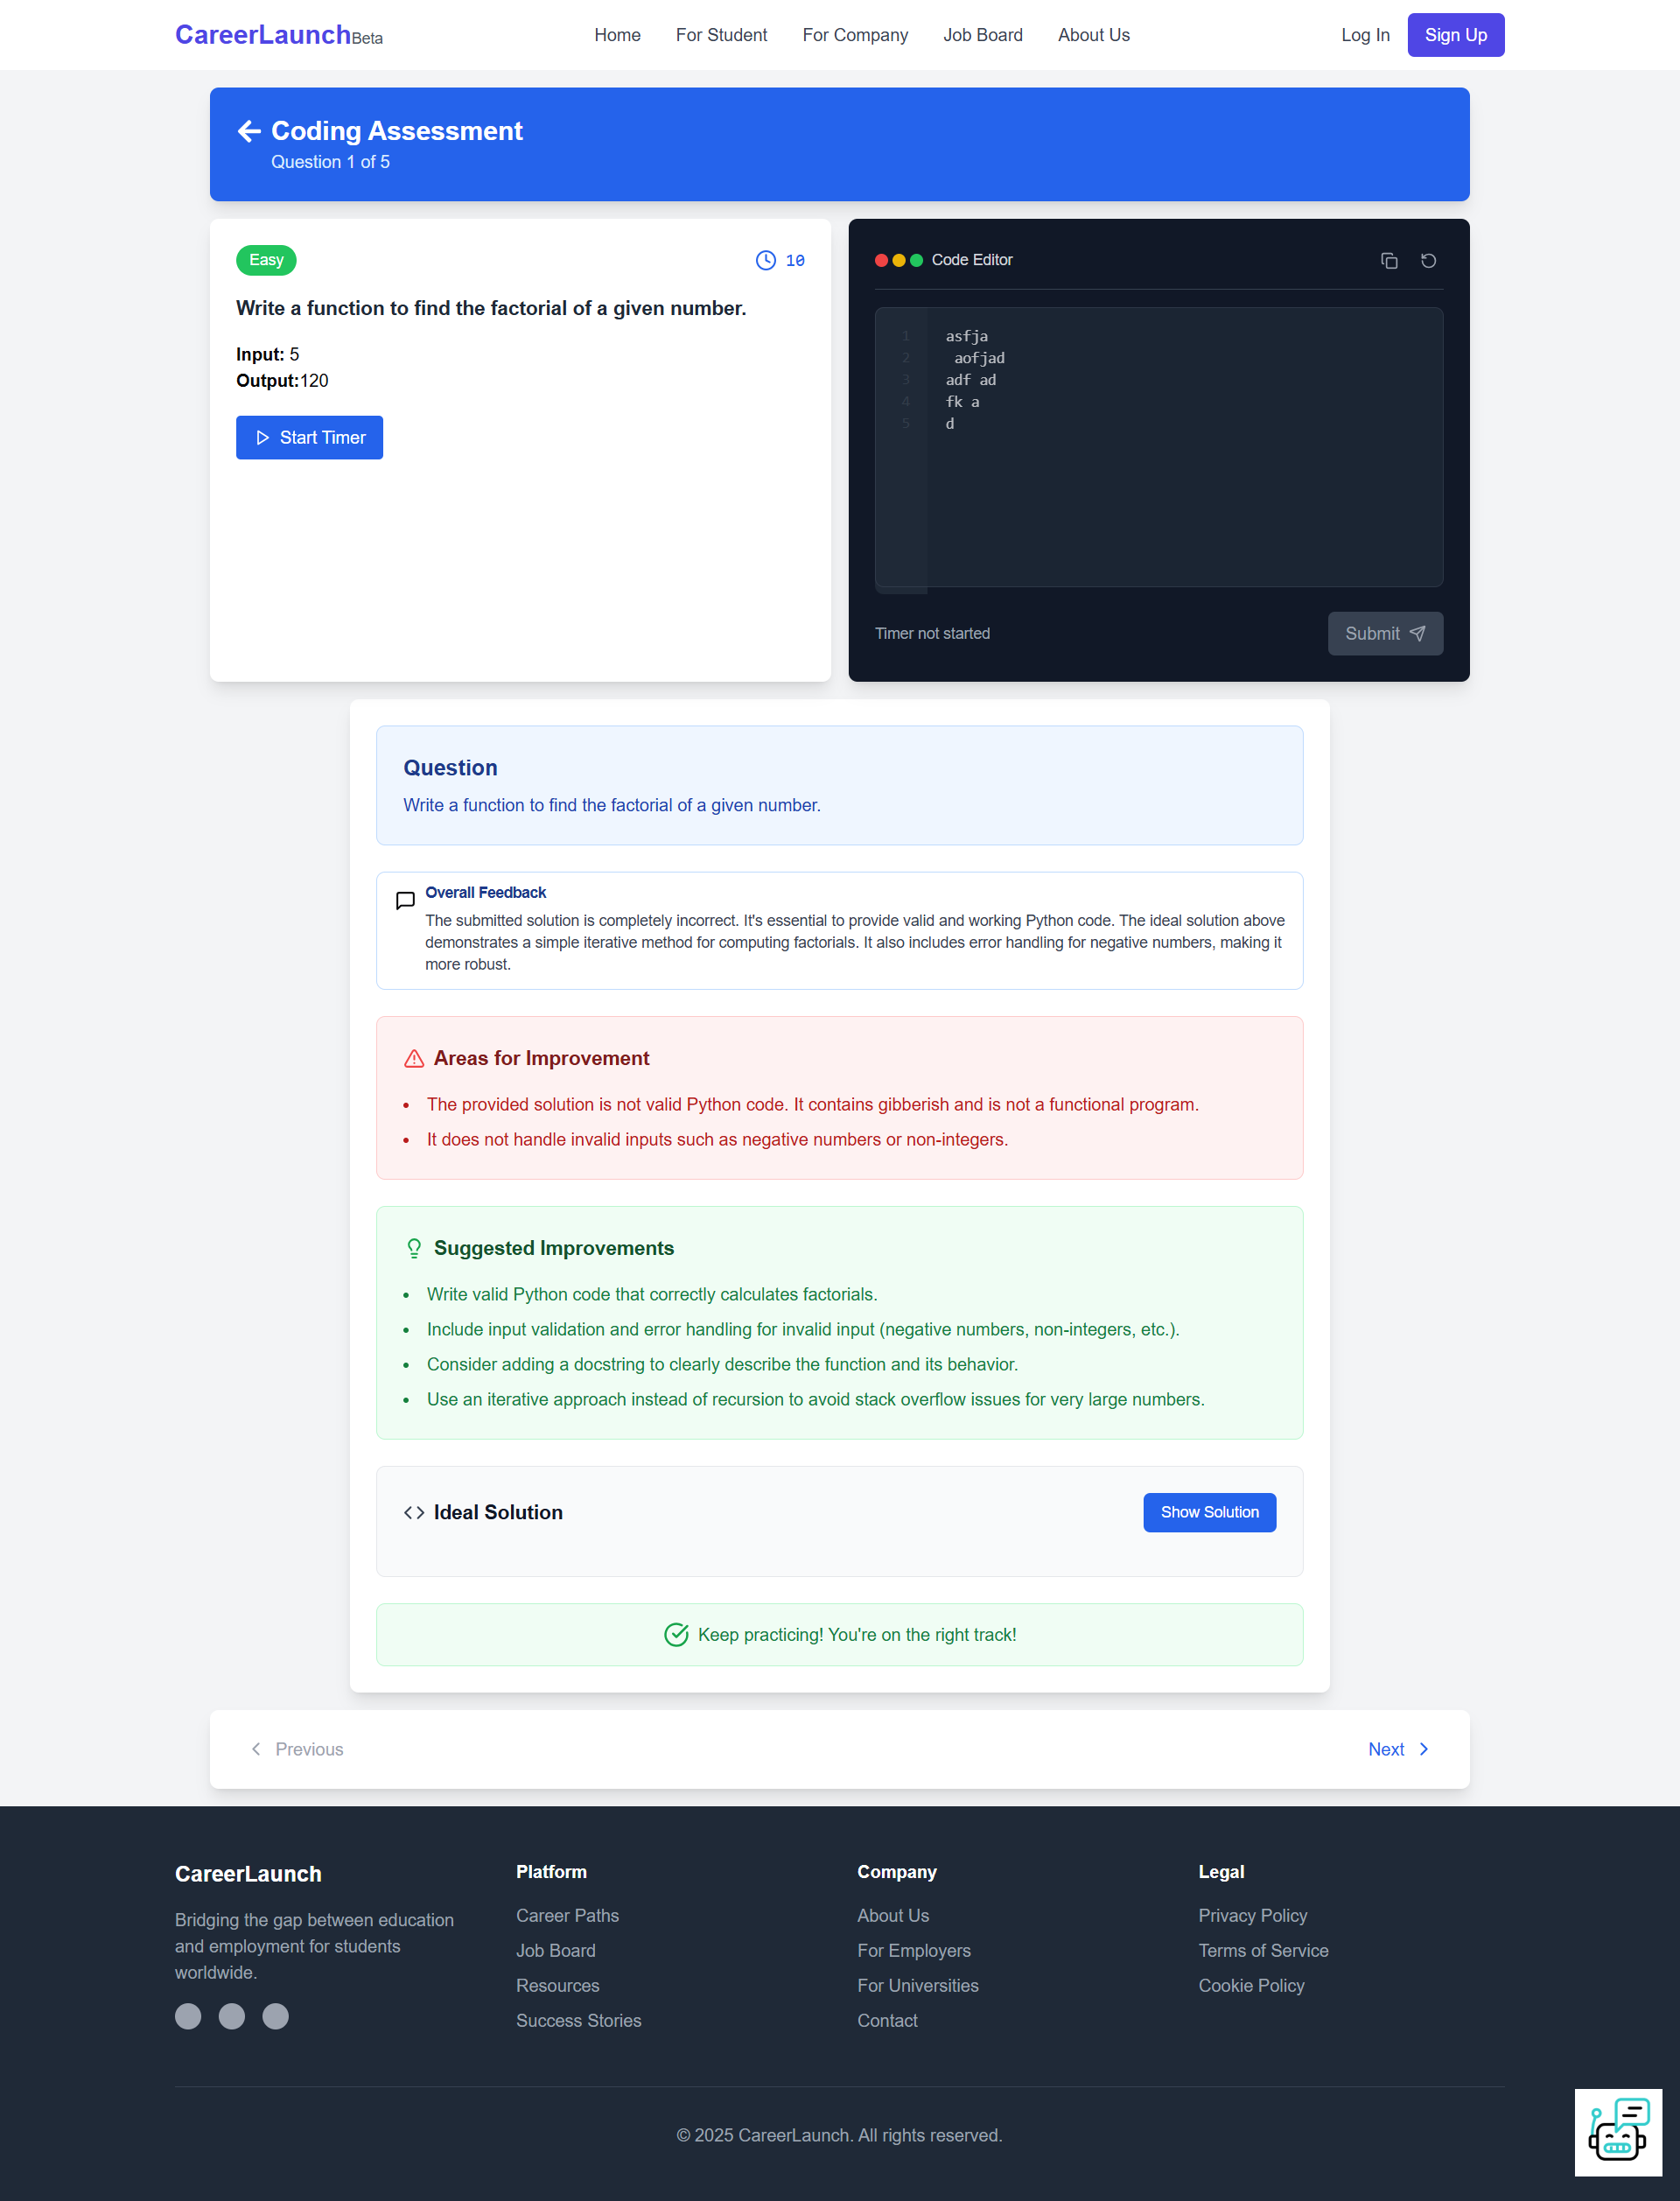 CareerLaunchBeta
Home
For Student
For Company
Job Board
About Us
Log In
Sign Up
Coding Assessment
Question 1 of 5
Easy
10
Write a function to find the factorial of a given number.
Input: 5
Output:120
Start Timer
Code Editor
1 asfja
2 aofjad
3 adf ad
4 fk a
5 d
Timer not started
Submit
Question
Write a function to find the factorial of a given number.
Overall Feedback
The submitted solution is completely incorrect. It's essential to provide valid and working Python code. The ideal solution above
demonstrates a simple iterative method for computing factorials. It also includes error handling for negative numbers, making it
more robust.
Areas for Improvement
• The provided solution is not valid Python code. It contains gibberish and is not a functional program.
• It does not handle invalid inputs such as negative numbers or non-integers.
Suggested Improvements
• Write valid Python code that correctly calculates factorials.
• Include input validation and error handling for invalid input (negative numbers, non-integers, etc.).
• Consider adding a docstring to clearly describe the function and its behavior.
• Use an iterative approach instead of recursion to avoid stack overflow issues for very large numbers.
Ideal Solution
Show Solution
Keep practicing! You're on the right track!
Previous
Next
CareerLaunch
Bridging the gap between education
and employment for students
worldwide.
Platform
Career Paths
Job Board
Resources
Success Stories
Company
About Us
For Employers
For Universities
Contact
Legal
Privacy Policy
Terms of Service
Cookie Policy
© 2025 CareerLaunch. All rights reserved.